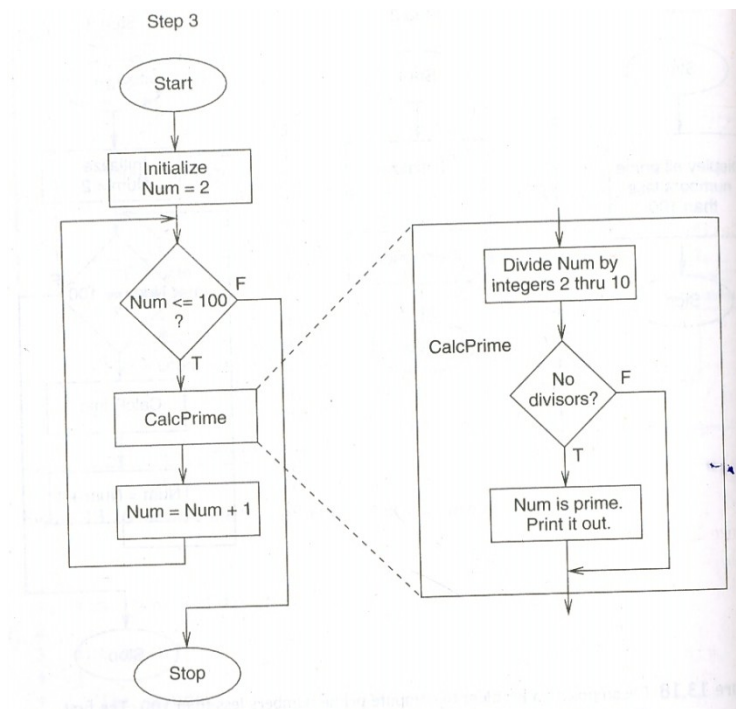 Step 3
Start
Initialize
Num = 2
Num <= 100
?
F
T
CalcPrime
Num = Num + 1
Stop
Divide Num by
integers 2 thru 10
CalcPrime
No
divisors?
F
T
Num is prime.
Print it out.